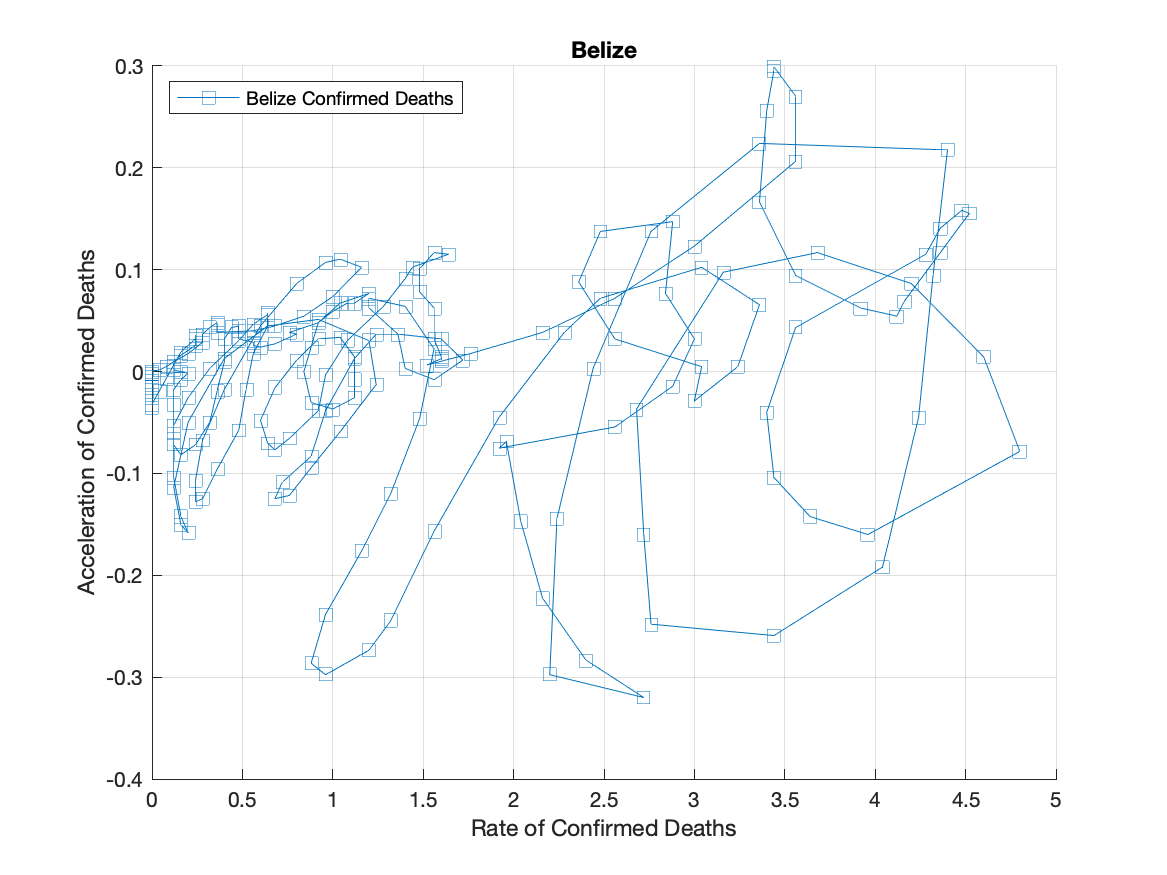 Belize
Belize Confirmed Deaths
0.3
0.2
0.1
0
-0.1
-0.2
-0.3
-0.4
Acceleration of Confirmed Deaths
0 0.5 1 1.5 2 2.5 3 3.5 4 4.5 5
Rate of Confirmed Deaths